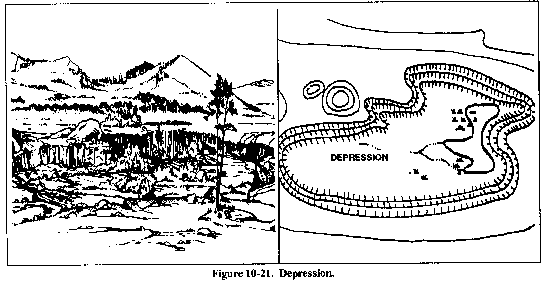 DEPRESSION
Figure 10-21. Depression.